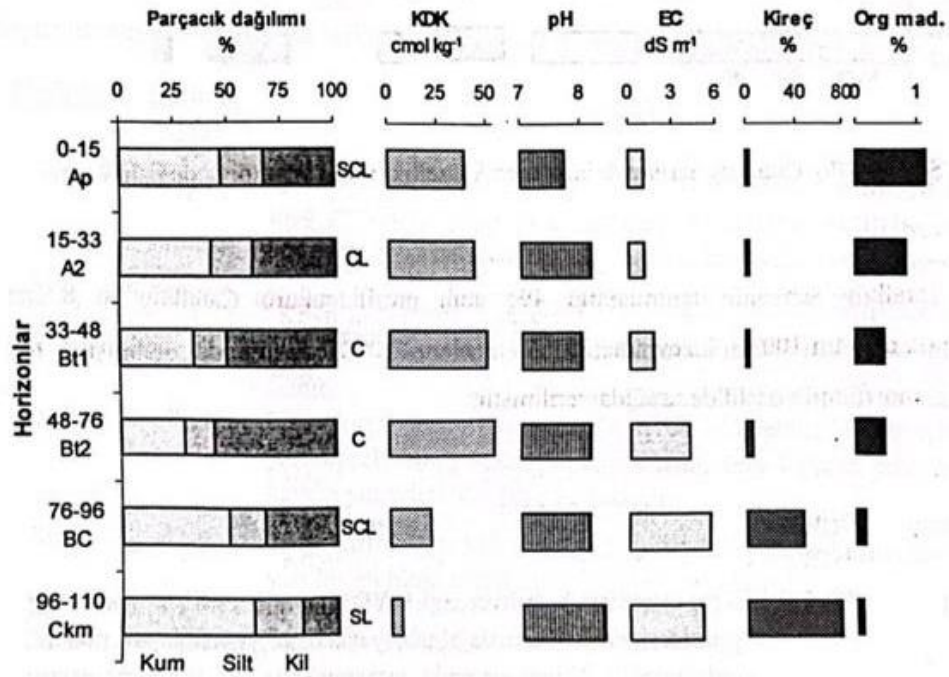 Parçacık dağılımı KDK pH EC Kireç Org mad.
% cmol kg⁻¹ dS m⁻¹ % %
0 50 100 0 25 50 7 8 0 3 6 0 40 80 0 1
0-15
Ap SCL
15-33
A2 CL
33-48
Bt1 C
48-76
Bt2 C
76-96
BC SCL
96-110
Ckm SL
Kum Silt Kil
Horizonlar